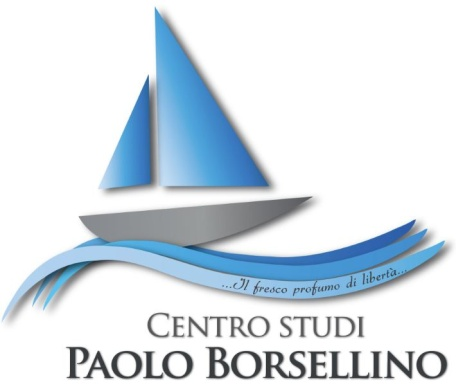 ...Il fresco profumo di libertà...
CENTRO STUDI
PAOLO BORSELLINO